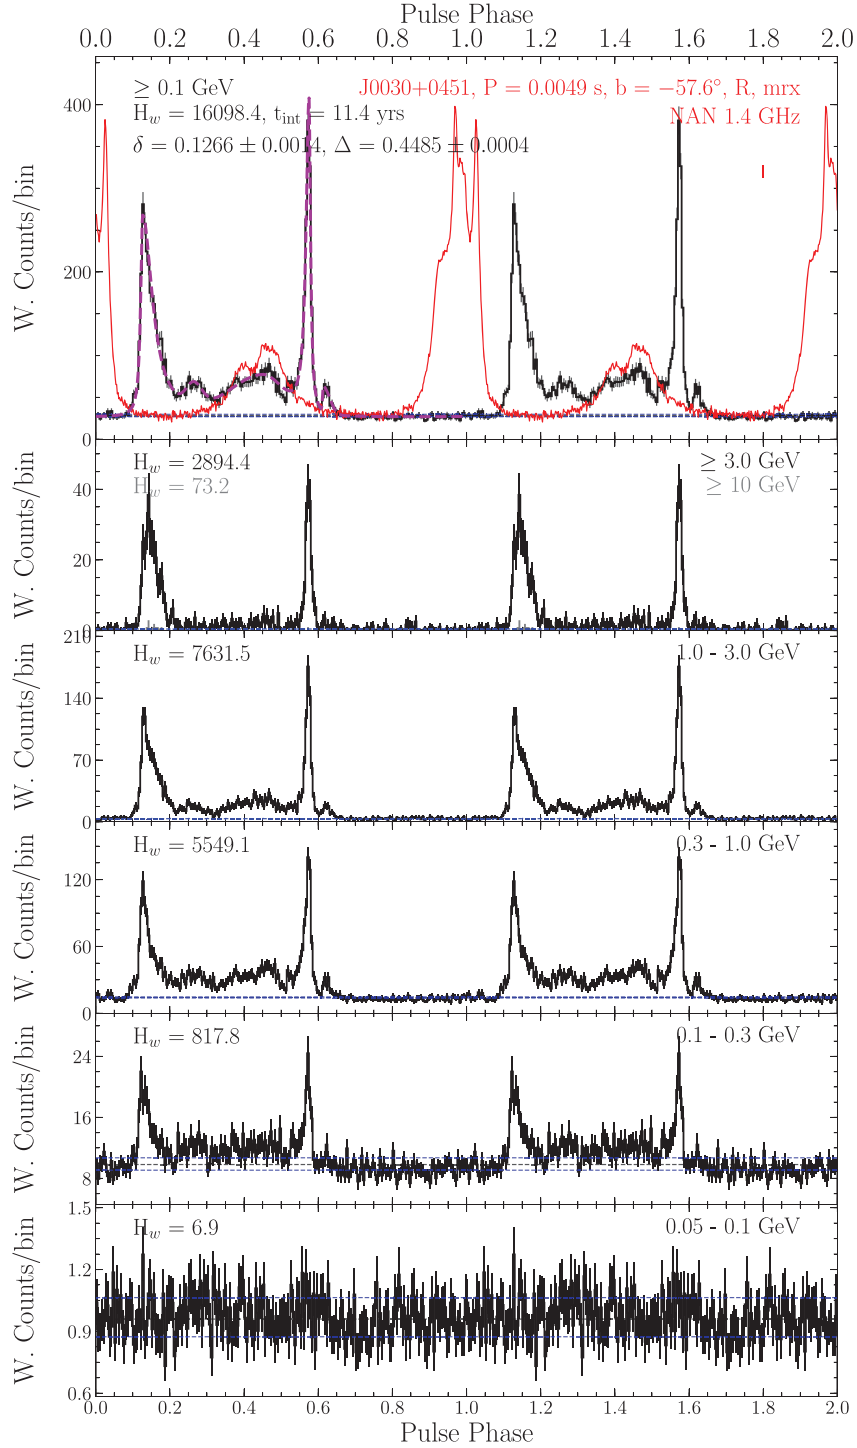 Pulse Phase
0.0 0.2 0.4 0.6 0.8 1.0 1.2 1.4 1.6 1.8 2.0
≥ 0.1 GeV
J0030+0451, P = 0.0049 s, b = −57.6°, R, mrx
H_w = 16098.4, t_int = 11.4 yrs
NAN 1.4 GHz
δ = 0.1266 ± 0.0014, Δ = 0.4485 ± 0.0004
W. Counts/bin
400
200
0
H_w = 2894.4
≥ 3.0 GeV
H_w = 73.2
≥ 10 GeV
W. Counts/bin
40
20
0
H_w = 7631.5
1.0 - 3.0 GeV
W. Counts/bin
210
140
70
0
H_w = 5549.1
0.3 - 1.0 GeV
W. Counts/bin
120
60
0
H_w = 817.8
0.1 - 0.3 GeV
W. Counts/bin
24
16
8
H_w = 6.9
0.05 - 0.1 GeV
W. Counts/bin
1.5
1.2
0.9
0.6
0.0 0.2 0.4 0.6 0.8 1.0 1.2 1.4 1.6 1.8 2.0
Pulse Phase